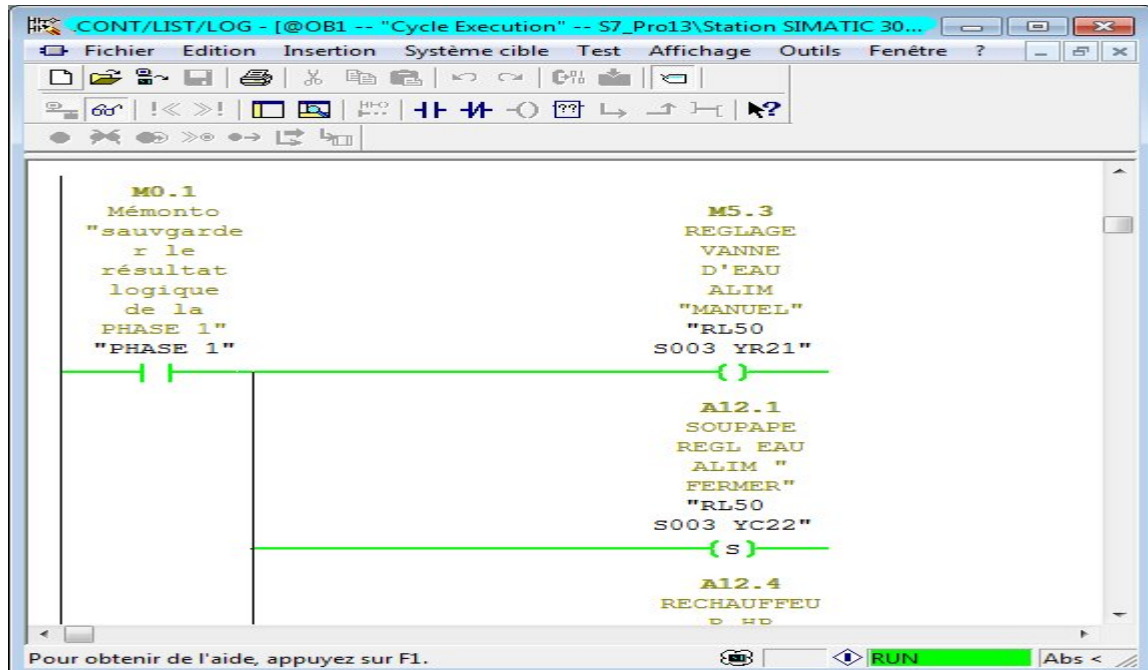 CONT/LIST/LOG - [@OB1 -- "Cycle Execution" -- S7_Pro13\Station SIMATIC 30...
Fichier Edition Insertion Système cible Test Affichage Outils Fenêtre ?
M0.1
Mémonto
"sauvgarde
r le
résultat
logique
de la
PHASE 1"
"PHASE 1"
M5.3
REGLAGE
VANNE
D'EAU
ALIM
"MANUEL"
"RL50
S003 YR21"
( )
A12.1
SOUPAPE
REGL EAU
ALIM "
FERMER"
"RL50
S003 YC22"
( S )
A12.4
RECHAUFFEU
R HP
Pour obtenir de l'aide, appuyez sur F1.
RUN
Abs <